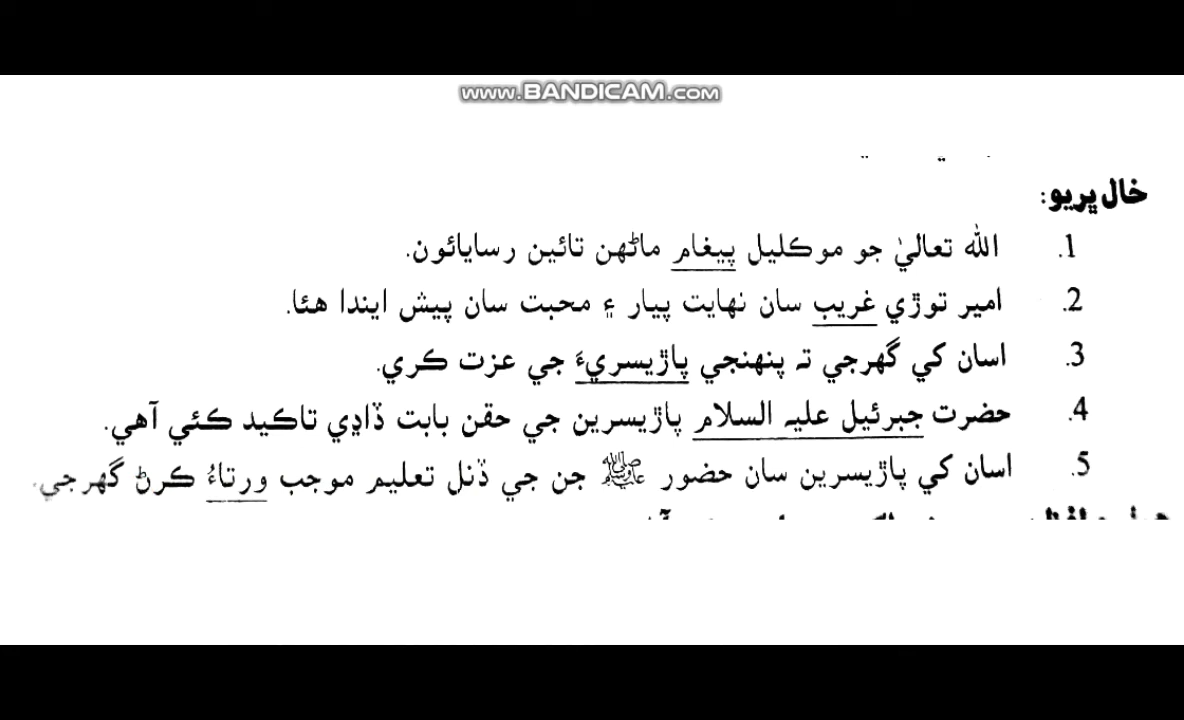 www.BANDICAM.com
خال ڀريو:
1. الله تعاليٰ جو موڪليل پيغام ماڻهن تائين رسايائون.
2. امير توڙي غريب سان نهايت پيار ۽ محبت سان پيش ايندا هئا.
3. اسان کي گهرجي تہ پنهنجي پاڙيسريءَ جي عزت ڪري.
4. حضرت جبرئيل عليہ السلام پاڙيسرين جي حقن بابت ڏاڍي تاڪيد ڪئي آهي.
5. اسان کي پاڙيسرين سان حضور ﷺ جن جي ڏنل تعليم موجب ورتاءُ ڪرڻ گهرجي.